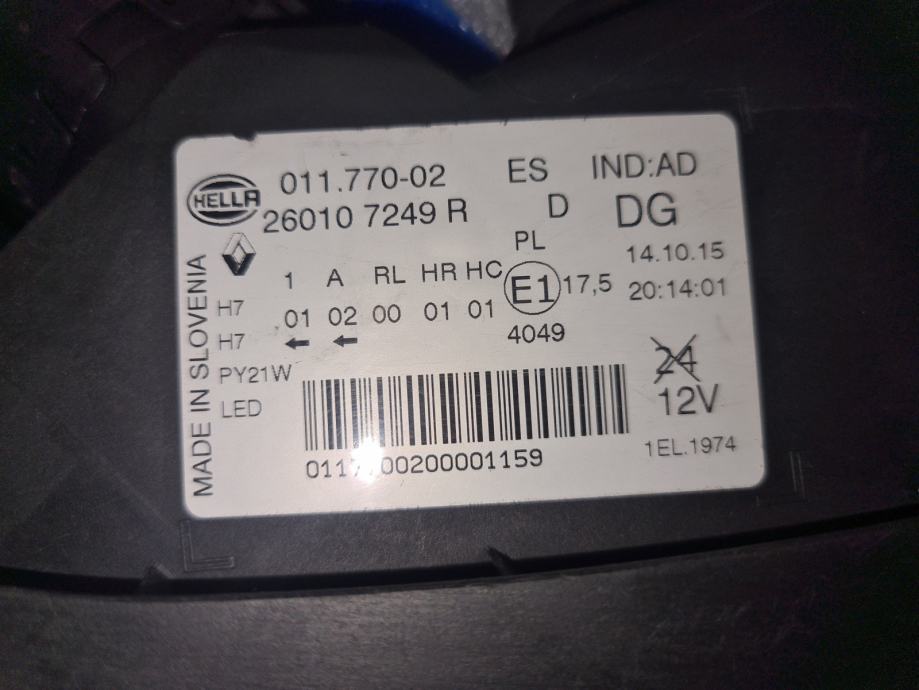 HELLA
011.770-02
ES
IND:AD
260107249 R
D
DG
PL
14.10.15
1 A RL HR HC
E1
17,5
20:14:01
H7
01 02 00 01 01
H7
4049
24
PY21W
12V
LED
1EL.1974
00200001159
MADE IN SLOVENIA